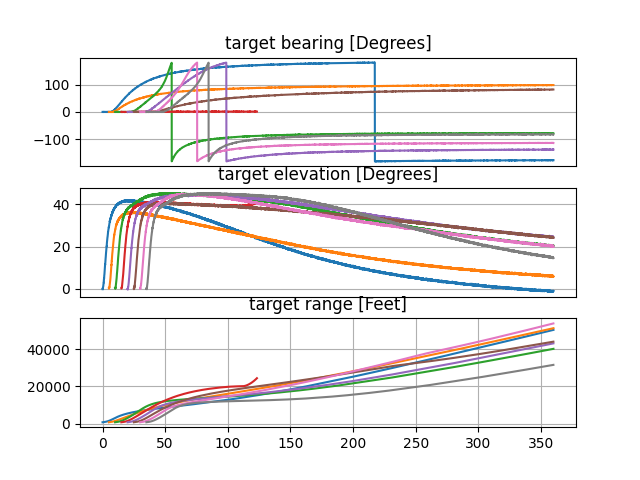 target bearing [Degrees]
100
0
−100
target elevation [Degrees]
40
20
0
target range [Feet]
40000
20000
0
0 50 100 150 200 250 300 350